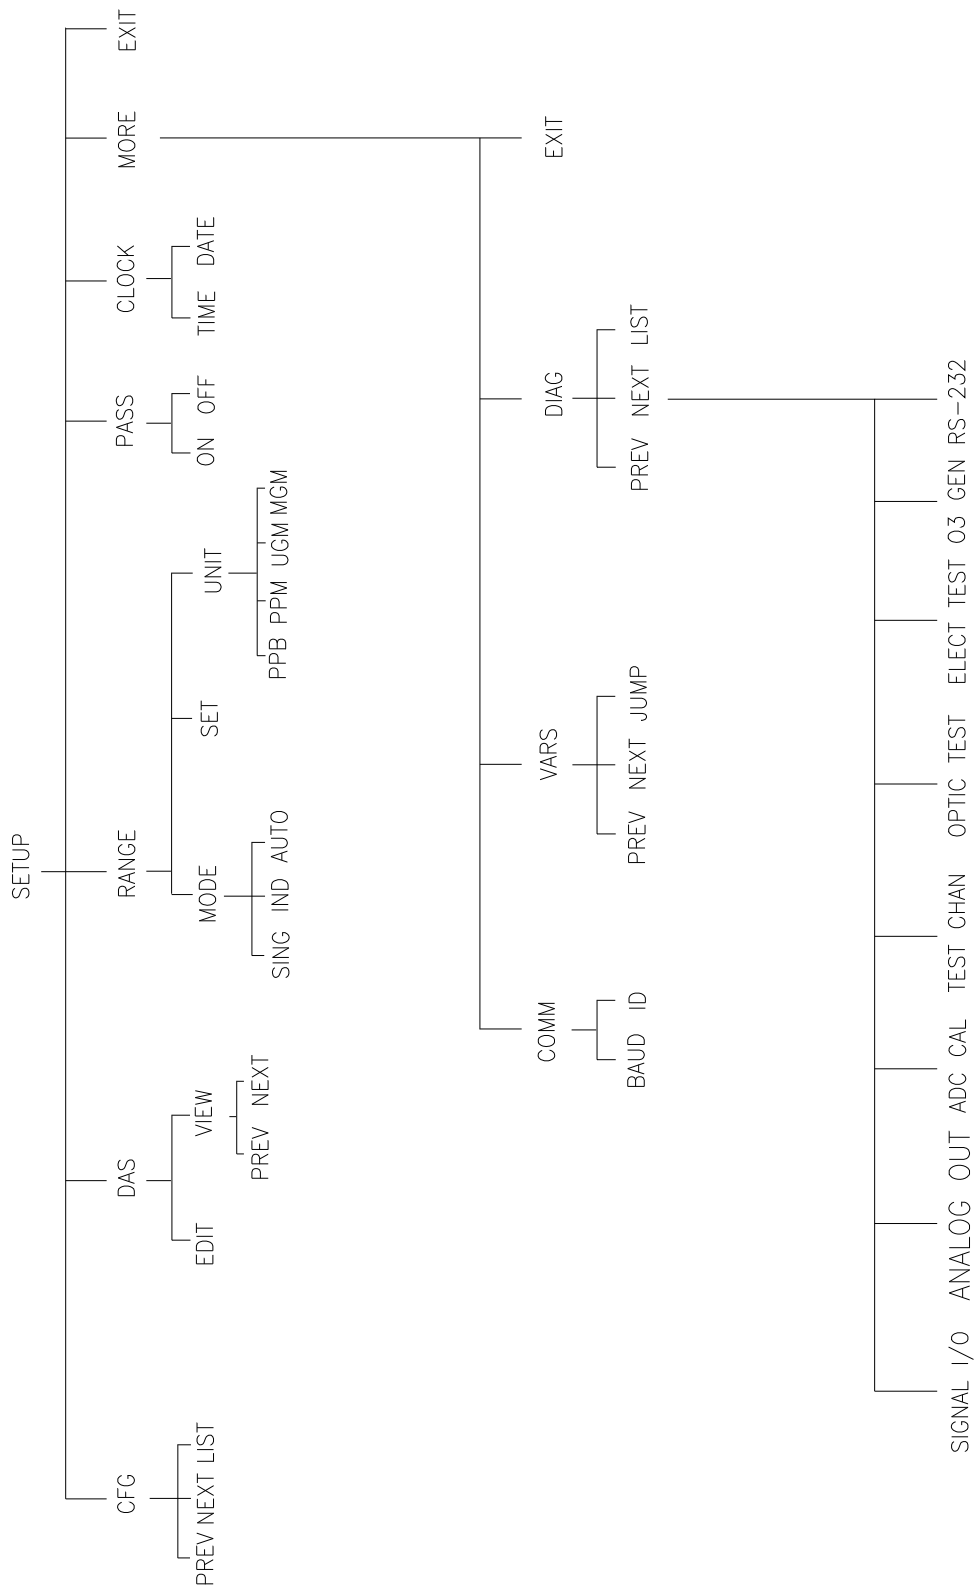 SETUP
CFG DAS RANGE PASS CLOCK MORE EXIT
PREV NEXT LIST EDIT VIEW MODE SET UNIT ON OFF TIME DATE
PREV NEXT SING IND AUTO PPB PPM UGM MGM
COMM VARS DIAG EXIT
BAUD ID PREV NEXT JUMP PREV NEXT LIST
SIGNAL I/O ANALOG OUT ADC CAL TEST CHAN OPTIC TEST ELECT TEST O3 GEN RS-232